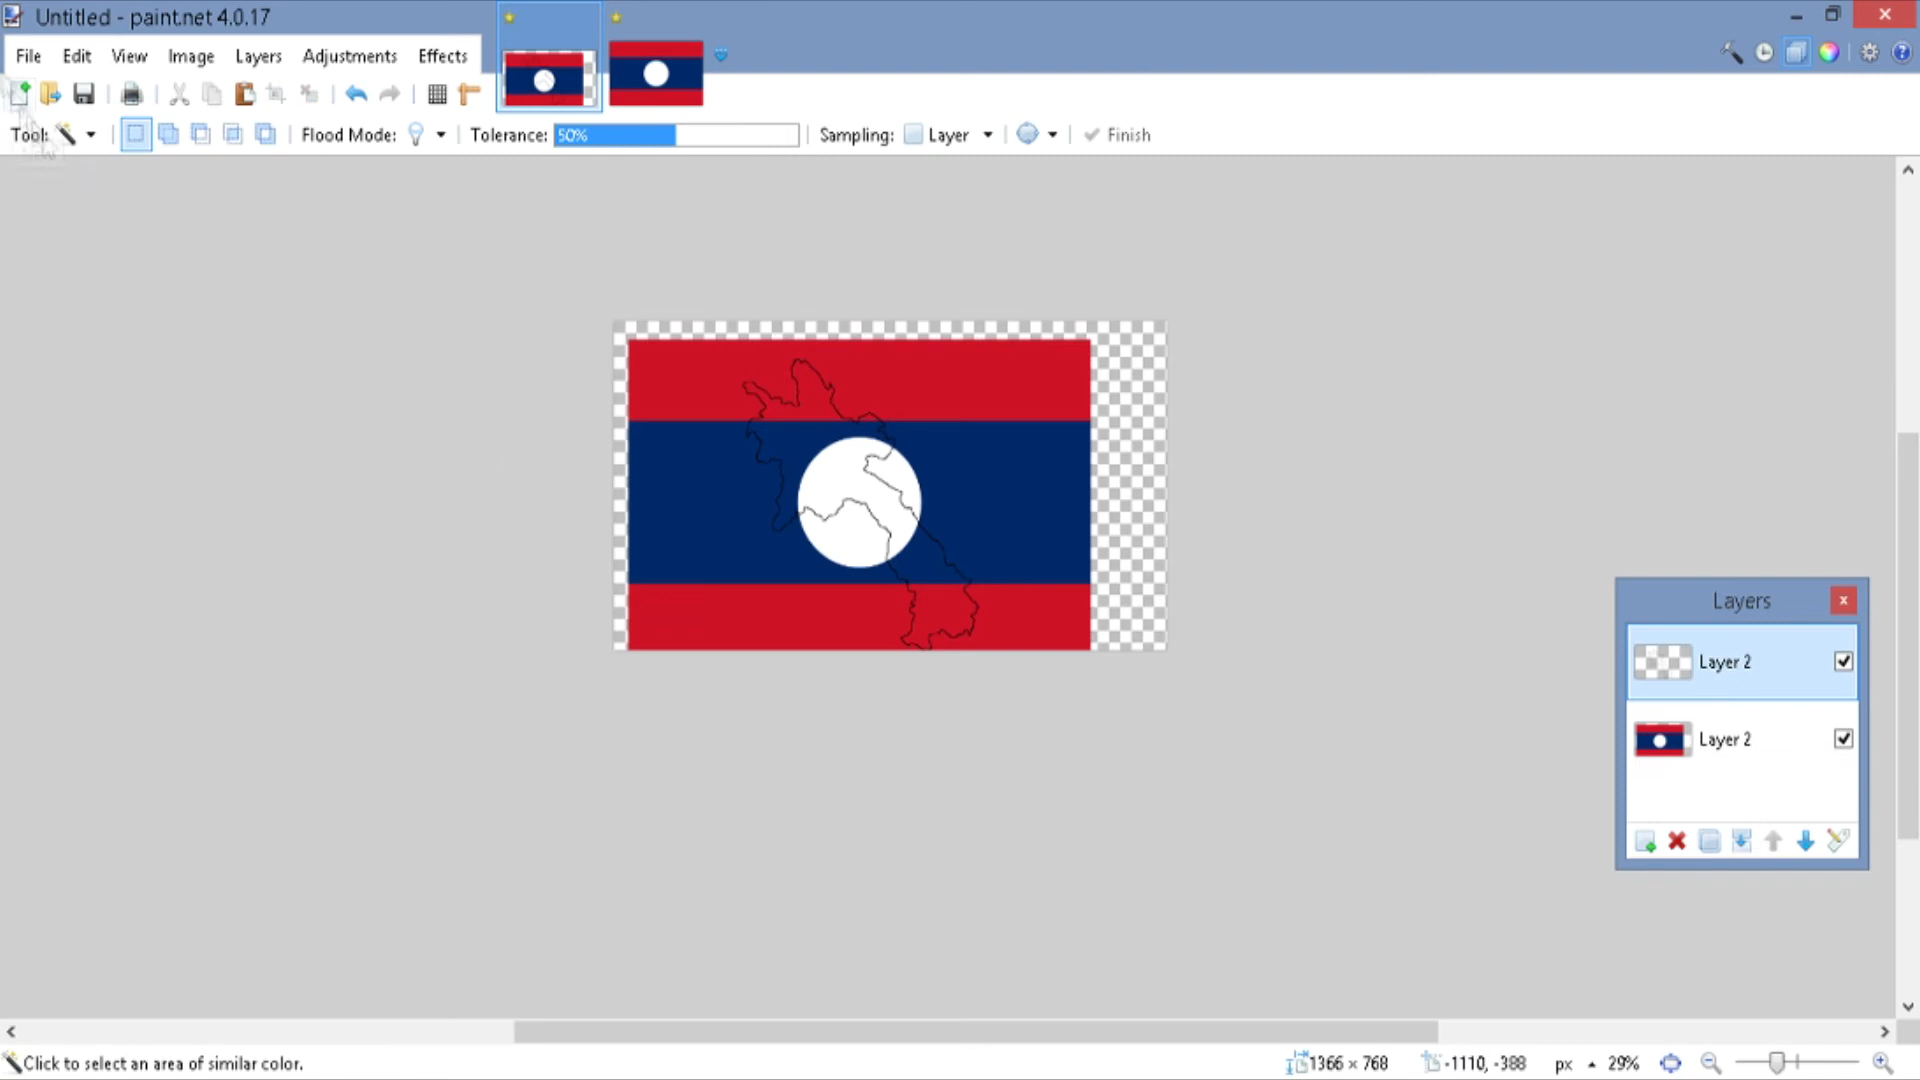 Untitled - paint.net 4.0.17
File Edit View Image Layers Adjustments Effects
Tool: Flood Mode: Tolerance: 50% Sampling: Layer Finish
Layers
Layer 2
Layer 2
Click to select an area of similar color. 1366 × 768 -1110, -388 px 29%